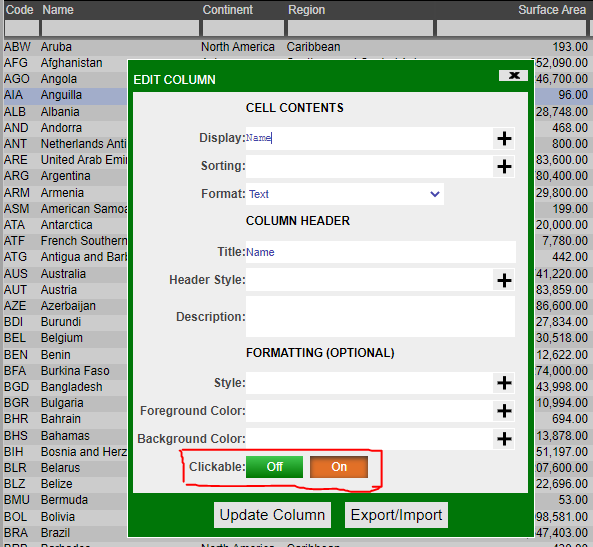 Code Name Continent Region Surface Area
ABW Aruba North America Caribbean 193.00
AFG Afghanistan 52,090.00
EDIT COLUMN
CELL CONTENTS
Display: Name
Sorting:
Format: Text
COLUMN HEADER
Title: Name
Header Style:
Description:
FORMATTING (OPTIONAL)
Style:
Foreground Color:
Background Color:
Clickable: Off On
Update Column Export/Import
AGO Angola 46,700.00
AIA Anguilla 96.00
ALB Albania 28,748.00
AND Andorra 468.00
ANT Netherlands Anti 800.00
ARE United Arab Emir 83,600.00
ARG Argentina 80,400.00
ARM Armenia 29,800.00
ASM American Samoa 199.00
ATA Antarctica 20,000.00
ATF French Southern 7,780.00
ATG Antigua and Barb 442.00
AUS Australia 41,220.00
AUT Austria 83,859.00
AZE Azerbaijan 86,600.00
BDI Burundi 27,834.00
BEL Belgium 30,518.00
BEN Benin 12,622.00
BFA Burkina Faso 74,000.00
BGD Bangladesh 43,998.00
BGR Bulgaria 10,994.00
BHR Bahrain 694.00
BHS Bahamas 13,878.00
BIH Bosnia and Herz 51,197.00
BLR Belarus 07,600.00
BLZ Belize 22,696.00
BMU Bermuda 53.00
BOL Bolivia 98,581.00
BRA Brazil 47,403.00